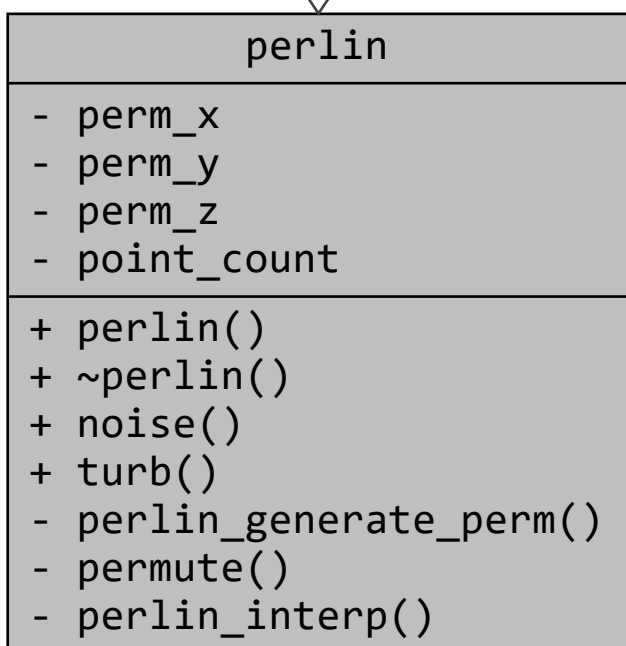 perlin
- perm_x
- perm_y
- perm_z
- point_count
+ perlin()
+ ~perlin()
+ noise()
+ turb()
- perlin_generate_perm()
- permute()
- perlin_interp()